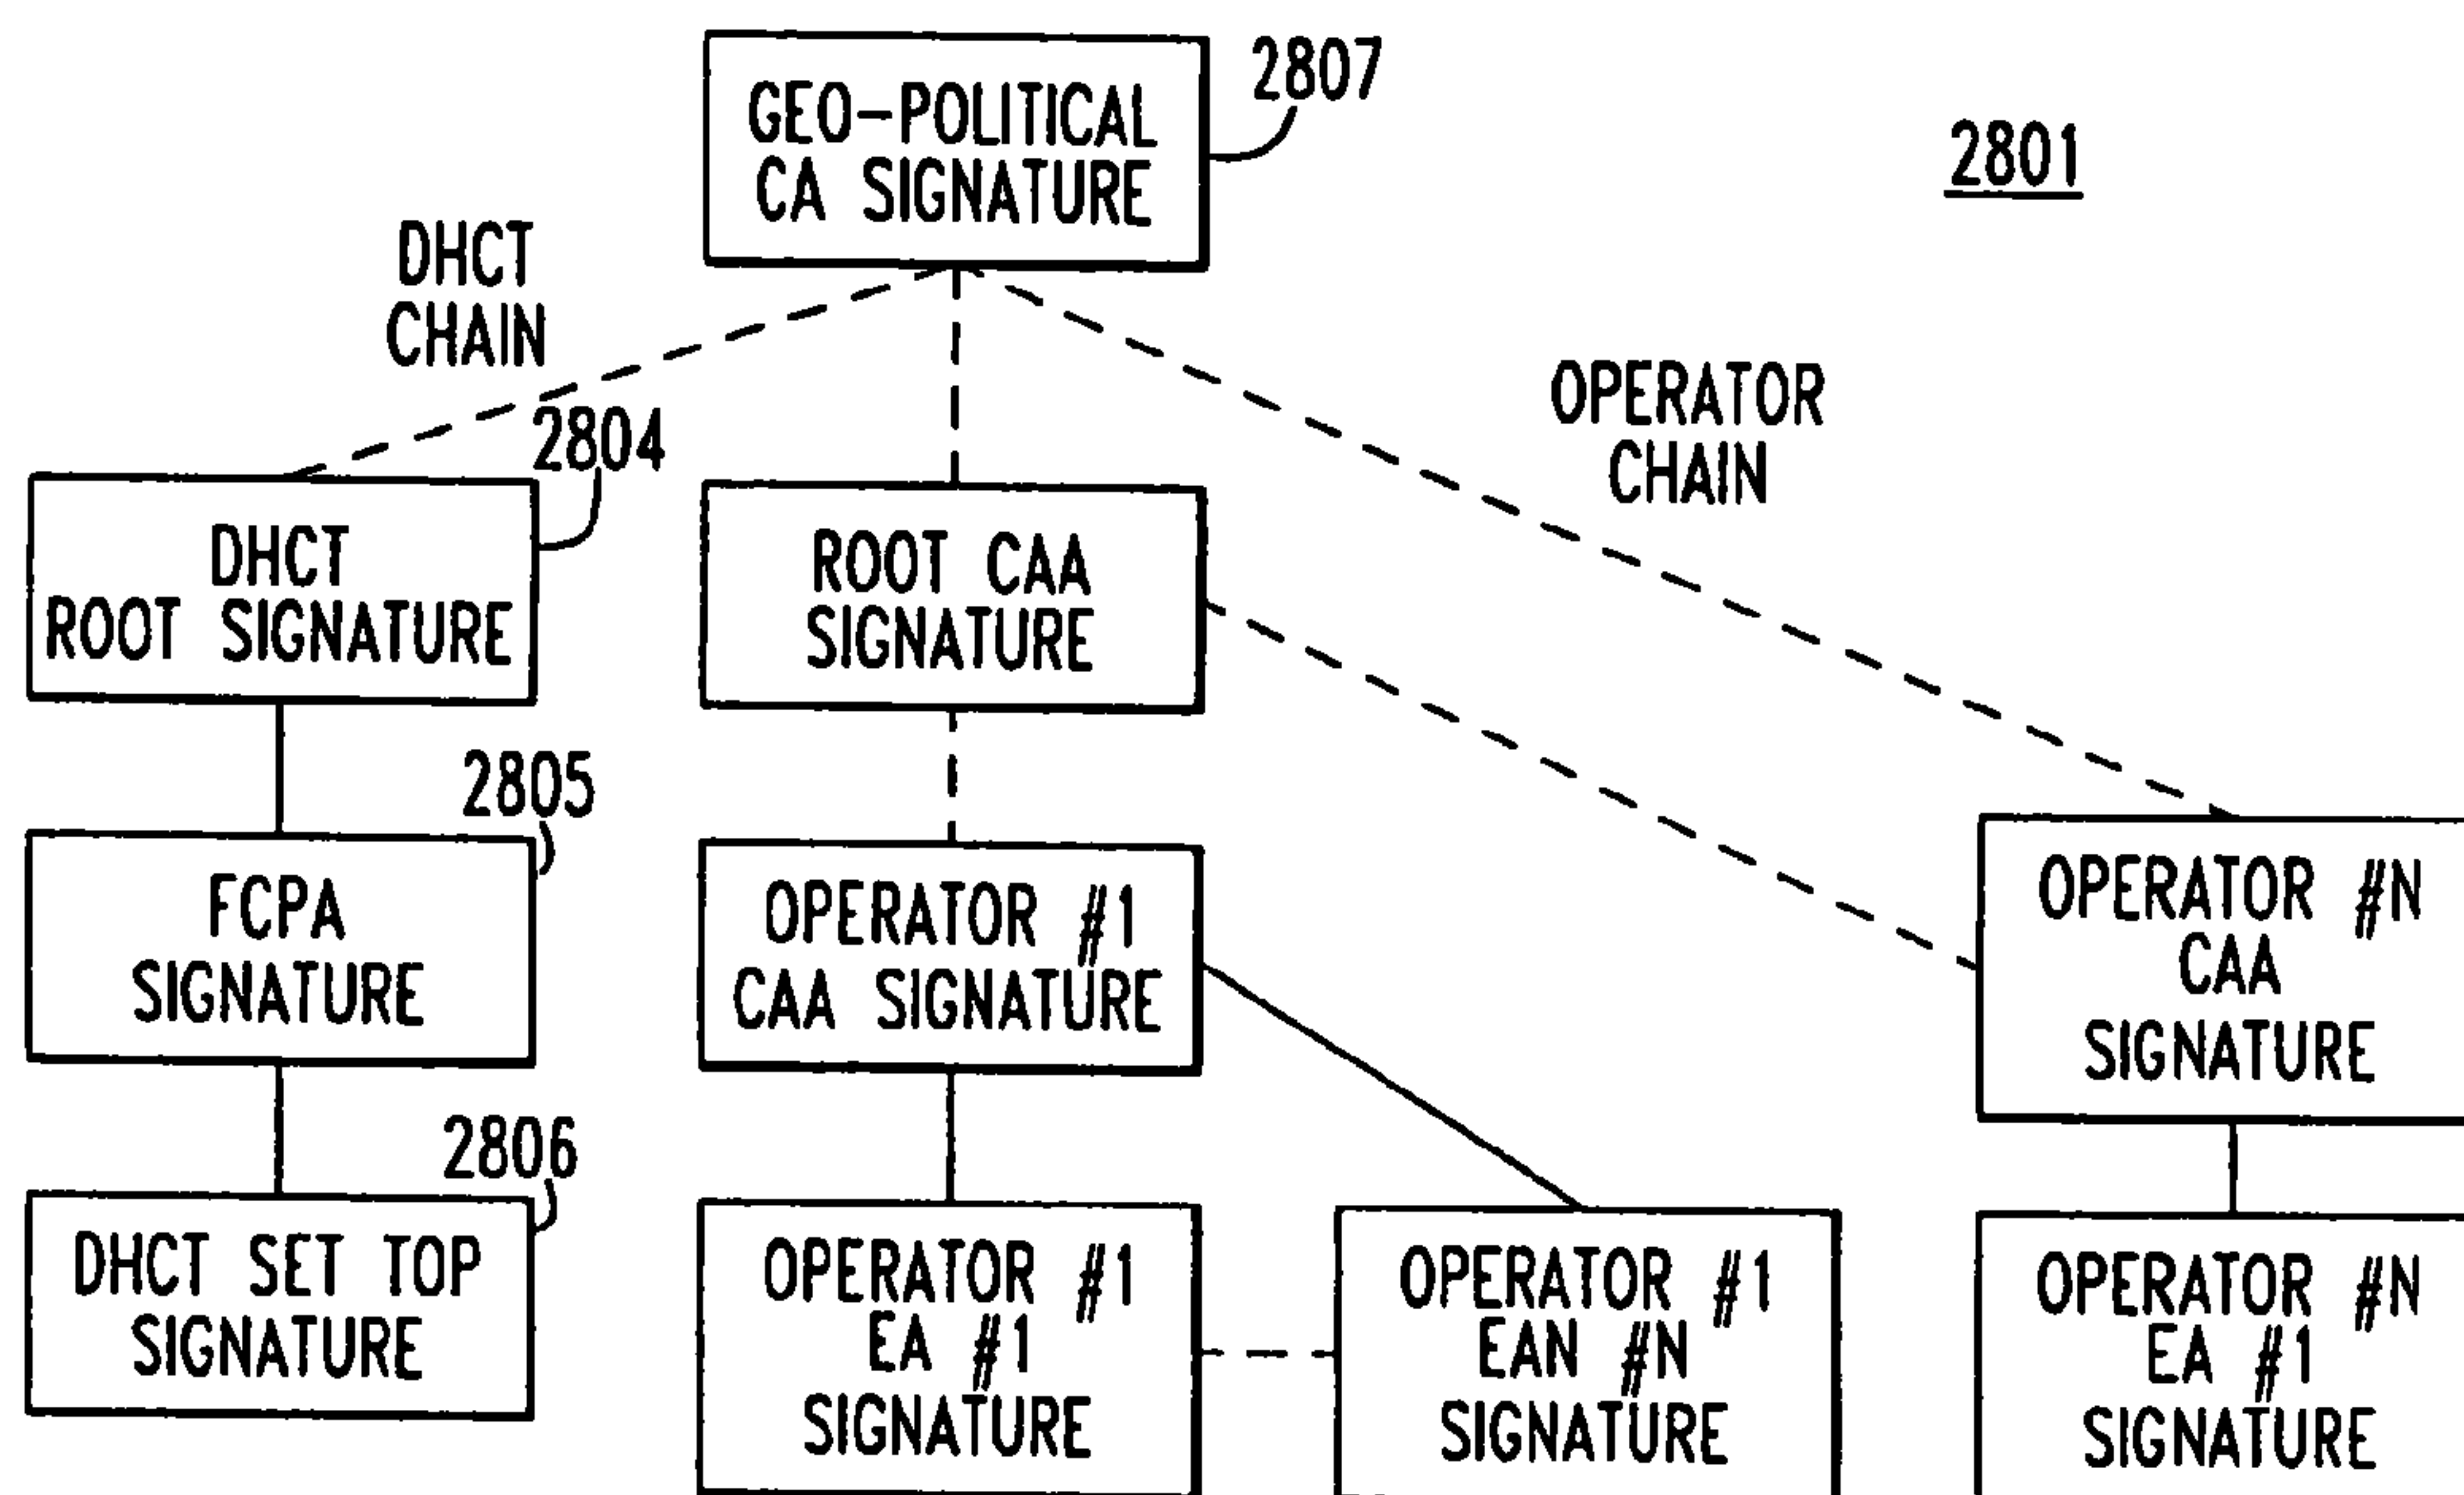 GEO-POLITICAL
CA SIGNATURE
2807
2801
DHCT
CHAIN
OPERATOR
CHAIN
2804
DHCT
ROOT SIGNATURE
ROOT CAA
SIGNATURE
2805
FCPA
SIGNATURE
OPERATOR #1
CAA SIGNATURE
OPERATOR #N
CAA
SIGNATURE
2806
DHCT SET TOP
SIGNATURE
OPERATOR #1
EA #1
SIGNATURE
OPERATOR #1
EAN #N
SIGNATURE
OPERATOR #N
EA #1
SIGNATURE